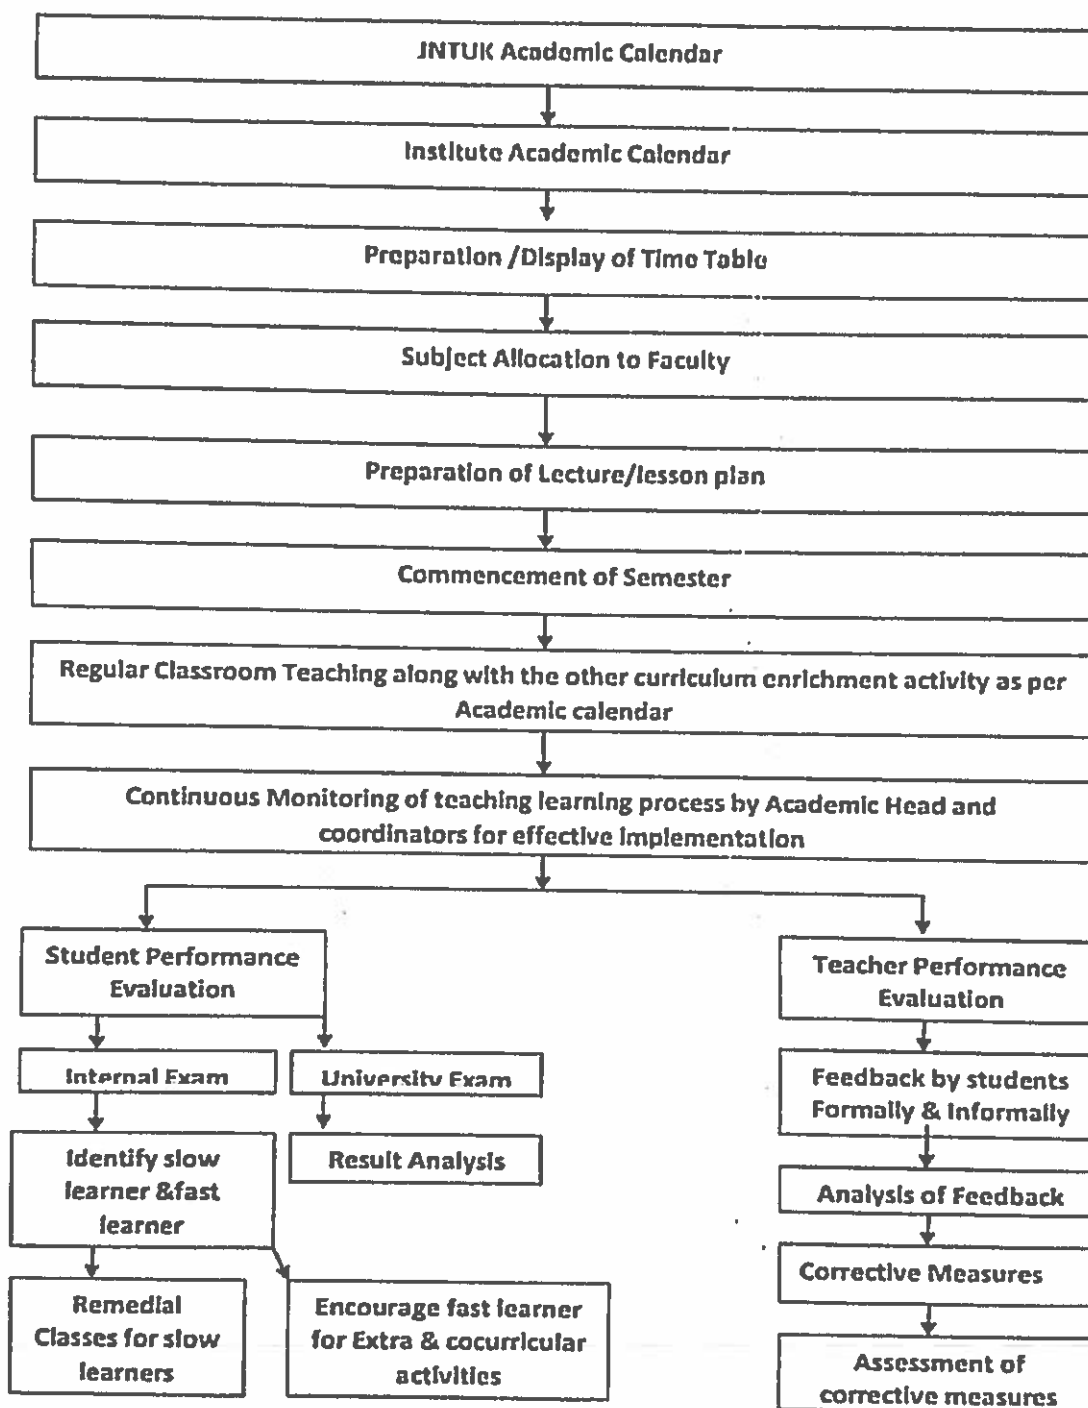 JNTUK Academic Calendar
Institute Academic Calendar
Preparation /Display of Time Table
Subject Allocation to Faculty
Preparation of Lecture/lesson plan
Commencement of Semester
Regular Classroom Teaching along with the other curriculum enrichment activity as per
Academic calendar
Continuous Monitoring of teaching learning process by Academic Head and
coordinators for effective implementation
Student Performance
Evaluation
Internal Exam
Identify slow
learner &fast
learner
Remedial
Classes for slow
learners
Encourage fast learner
for Extra & cocurricular
activities
University Exam
Result Analysis
Teacher Performance
Evaluation
Feedback by students
Formally & Informally
Analysis of Feedback
Corrective Measures
Assessment of
corrective measures